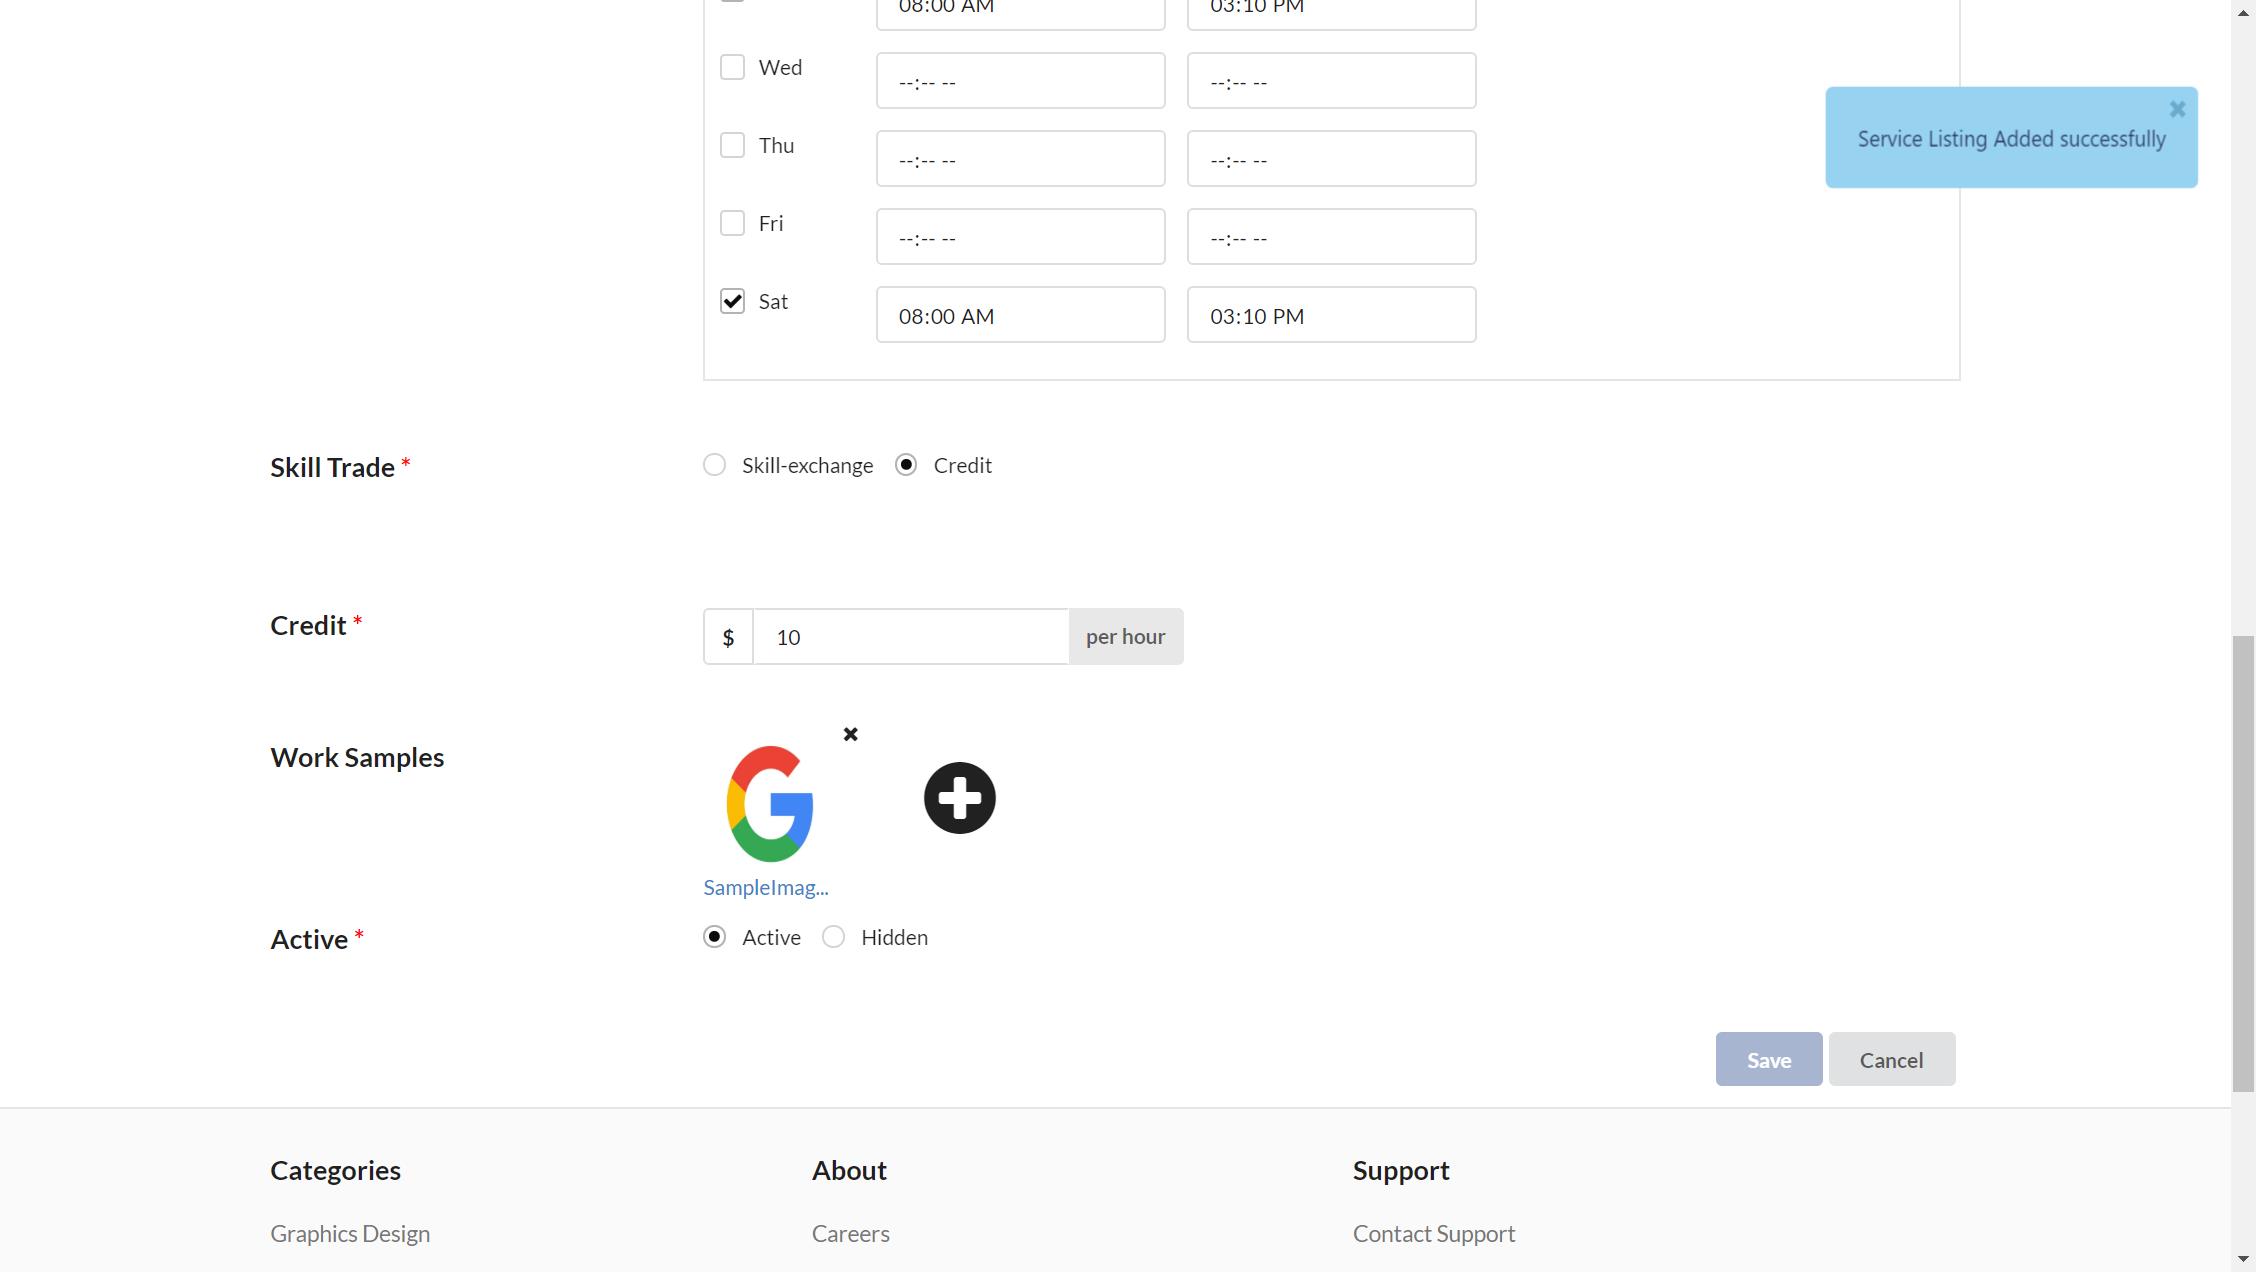 08:00 AM 03:10 PM
Wed --:-- -- --:-- --
Service Listing Added successfully
Thu --:-- -- --:-- --
Fri --:-- -- --:-- --
Sat 08:00 AM 03:10 PM
Skill Trade * Skill-exchange Credit
Credit * $ 10 per hour
Work Samples
SampleImag...
Active * Active Hidden
Save Cancel
Categories About Support
Graphics Design Careers Contact Support